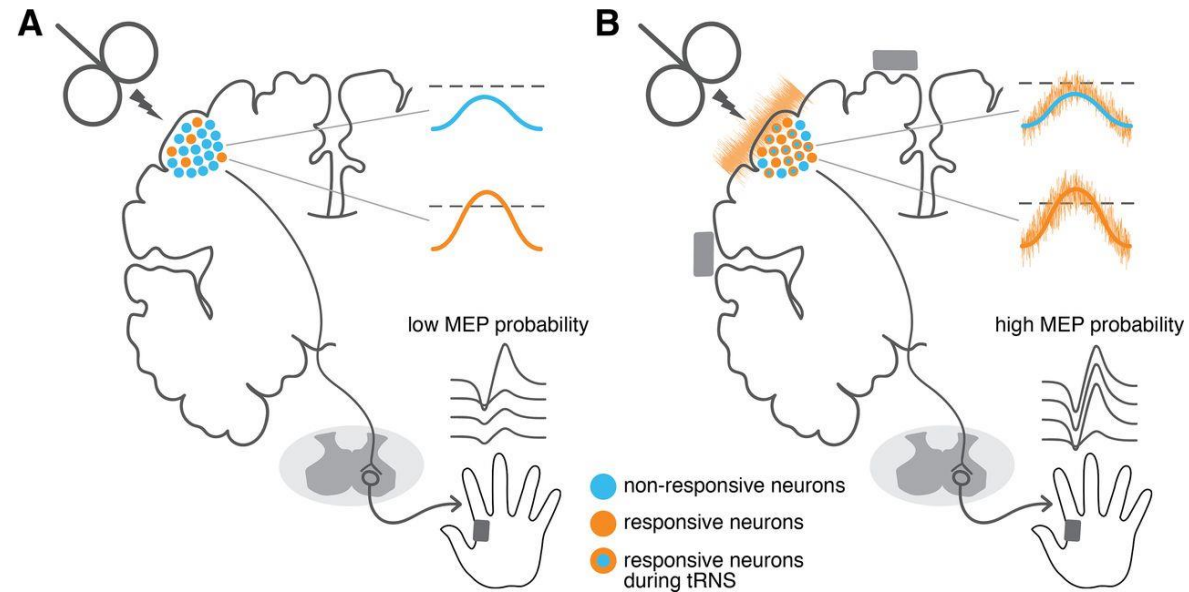 A
B
low MEP probability
high MEP probability
non-responsive neurons
responsive neurons
responsive neurons
during tRNS